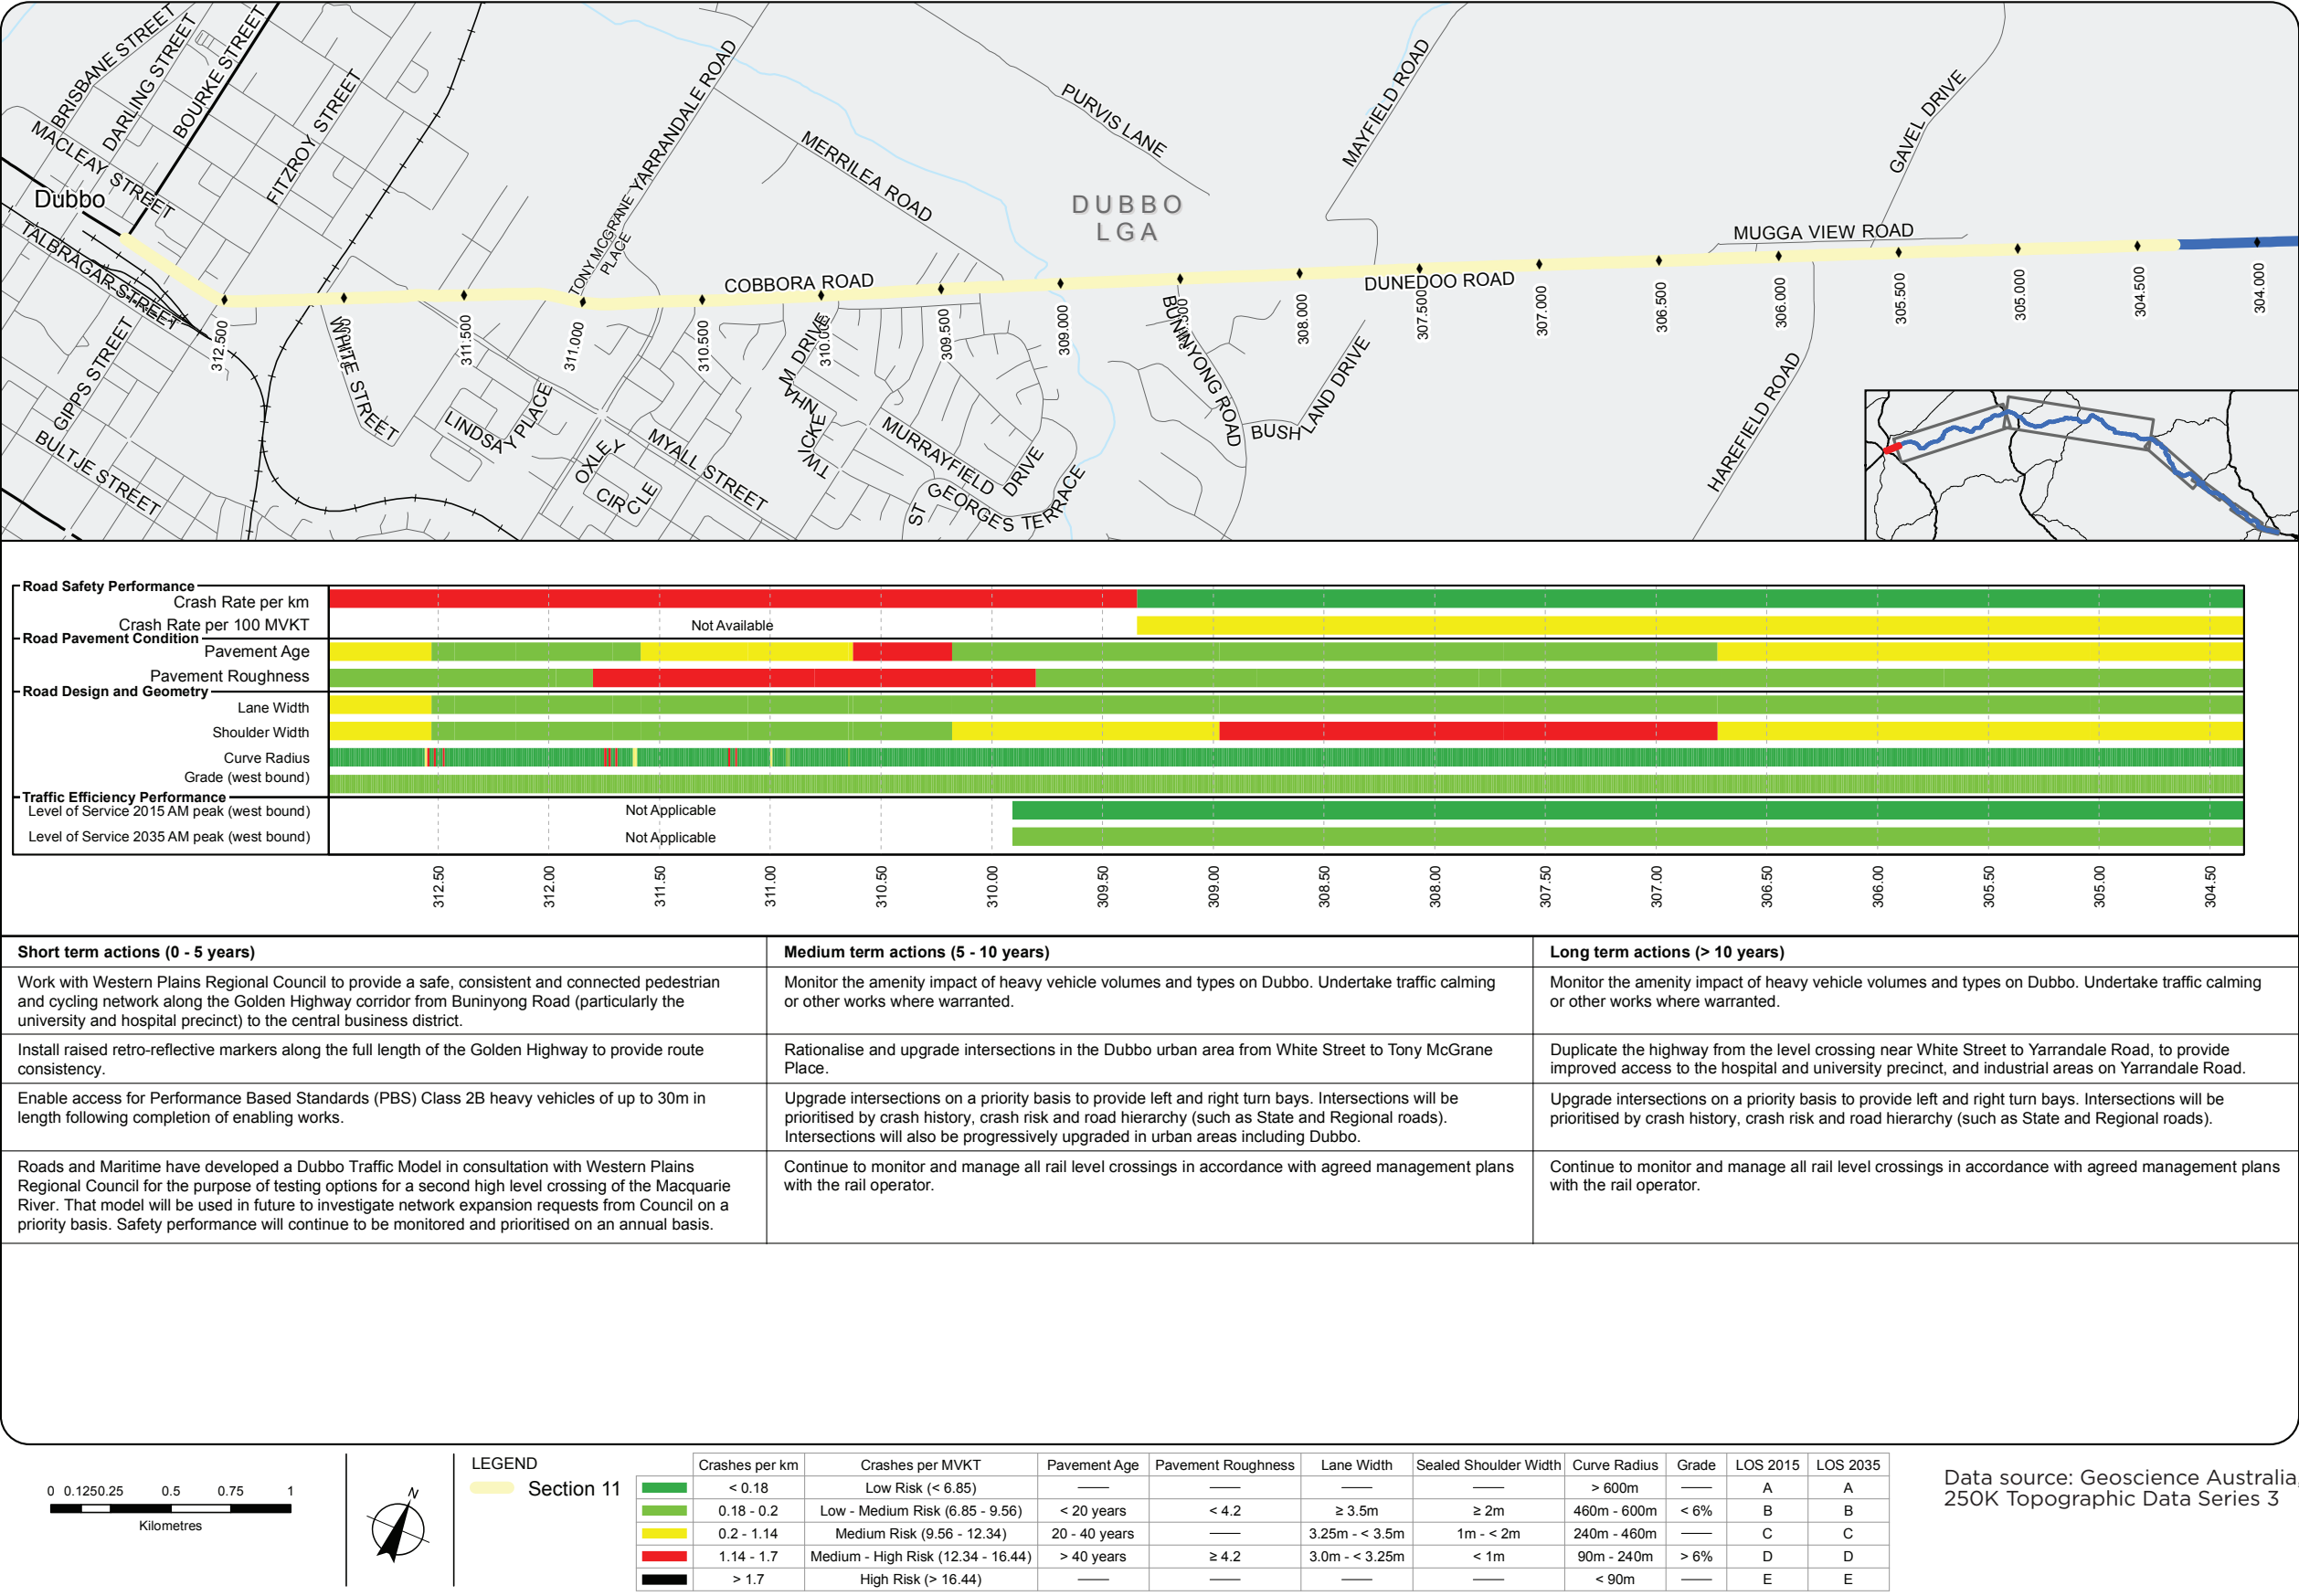 BRISBANE STREET
DARLING STREET
BOURKE STREET
MACLEAY STREET
FITZROY STREET
Dubbo
TALBRAGAR STREET
GIPPS STREET
BULTJE STREET
WHITE STREET
LINDSAY PLACE
TONY MCGRANE PLACE
YARRANDALE ROAD
MERRILEA ROAD
PURVIS LANE
MAYFIELD ROAD
GAVEL DRIVE
DUBBO
LGA
COBBORA ROAD
DUNEDOO ROAD
MUGGA VIEW ROAD
OXLEY CIRCLE
MYALL STREET
TWICKENHAM DRIVE
MURRAYFIELD DRIVE
ST GEORGES TERRACE
BUNINYONG ROAD
BUSHLAND DRIVE
HAREFIELD ROAD
312.500
311.500
311.000
310.500
310.000
309.500
309.000
308.000
307.500
307.000
306.500
306.000
305.500
305.000
304.500
304.000
Road Safety Performance
Crash Rate per km
Crash Rate per 100 MVKT
Not Available
Road Pavement Condition
Pavement Age
Pavement Roughness
Road Design and Geometry
Lane Width
Shoulder Width
Curve Radius
Grade (west bound)
Traffic Efficiency Performance
Level of Service 2015 AM peak (west bound)
Not Applicable
Level of Service 2035 AM peak (west bound)
Not Applicable
312.50 312.00 311.50 311.00 310.50 310.00 309.50 309.00 308.50 308.00 307.50 307.00 306.50 306.00 305.50 305.00 304.50
Short term actions (0 - 5 years)
Work with Western Plains Regional Council to provide a safe, consistent and connected pedestrian
and cycling network along the Golden Highway corridor from Buninyong Road (particularly the
university and hospital precinct) to the central business district.
Install raised retro-reflective markers along the full length of the Golden Highway to provide route
consistency.
Enable access for Performance Based Standards (PBS) Class 2B heavy vehicles of up to 30m in
length following completion of enabling works.
Roads and Maritime have developed a Dubbo Traffic Model in consultation with Western Plains
Regional Council for the purpose of testing options for a second high level crossing of the Macquarie
River. That model will be used in future to investigate network expansion requests from Council on a
priority basis. Safety performance will continue to be monitored and prioritised on an annual basis.
Medium term actions (5 - 10 years)
Monitor the amenity impact of heavy vehicle volumes and types on Dubbo. Undertake traffic calming
or other works where warranted.
Rationalise and upgrade intersections in the Dubbo urban area from White Street to Tony McGrane
Place.
Upgrade intersections on a priority basis to provide left and right turn bays. Intersections will be
prioritised by crash history, crash risk and road hierarchy (such as State and Regional roads).
Intersections will also be progressively upgraded in urban areas including Dubbo.
Continue to monitor and manage all rail level crossings in accordance with agreed management plans
with the rail operator.
Long term actions (> 10 years)
Monitor the amenity impact of heavy vehicle volumes and types on Dubbo. Undertake traffic calming
or other works where warranted.
Duplicate the highway from the level crossing near White Street to Yarrandale Road, to provide
improved access to the hospital and university precinct, and industrial areas on Yarrandale Road.
Upgrade intersections on a priority basis to provide left and right turn bays. Intersections will be
prioritised by crash history, crash risk and road hierarchy (such as State and Regional roads).
Continue to monitor and manage all rail level crossings in accordance with agreed management plans
with the rail operator.
0 0.125 0.25 0.5 0.75 1
Kilometres
N
LEGEND
Section 11
Crashes per km Crashes per MVKT Pavement Age Pavement Roughness Lane Width Sealed Shoulder Width Curve Radius Grade LOS 2015 LOS 2035
< 0.18 Low Risk (< 6.85) —— —— —— —— > 600m —— A A
0.18 - 0.2 Low - Medium Risk (6.85 - 9.56) < 20 years < 4.2 ≥ 3.5m ≥ 2m 460m - 600m < 6% B B
0.2 - 1.14 Medium Risk (9.56 - 12.34) 20 - 40 years —— 3.25m - < 3.5m 1m - < 2m 240m - 460m —— C C
1.14 - 1.7 Medium - High Risk (12.34 - 16.44) > 40 years ≥ 4.2 3.0m - < 3.25m < 1m 90m - 240m > 6% D D
> 1.7 High Risk (> 16.44) —— —— —— —— < 90m —— E E
Data source: Geoscience Australia,
250K Topographic Data Series 3